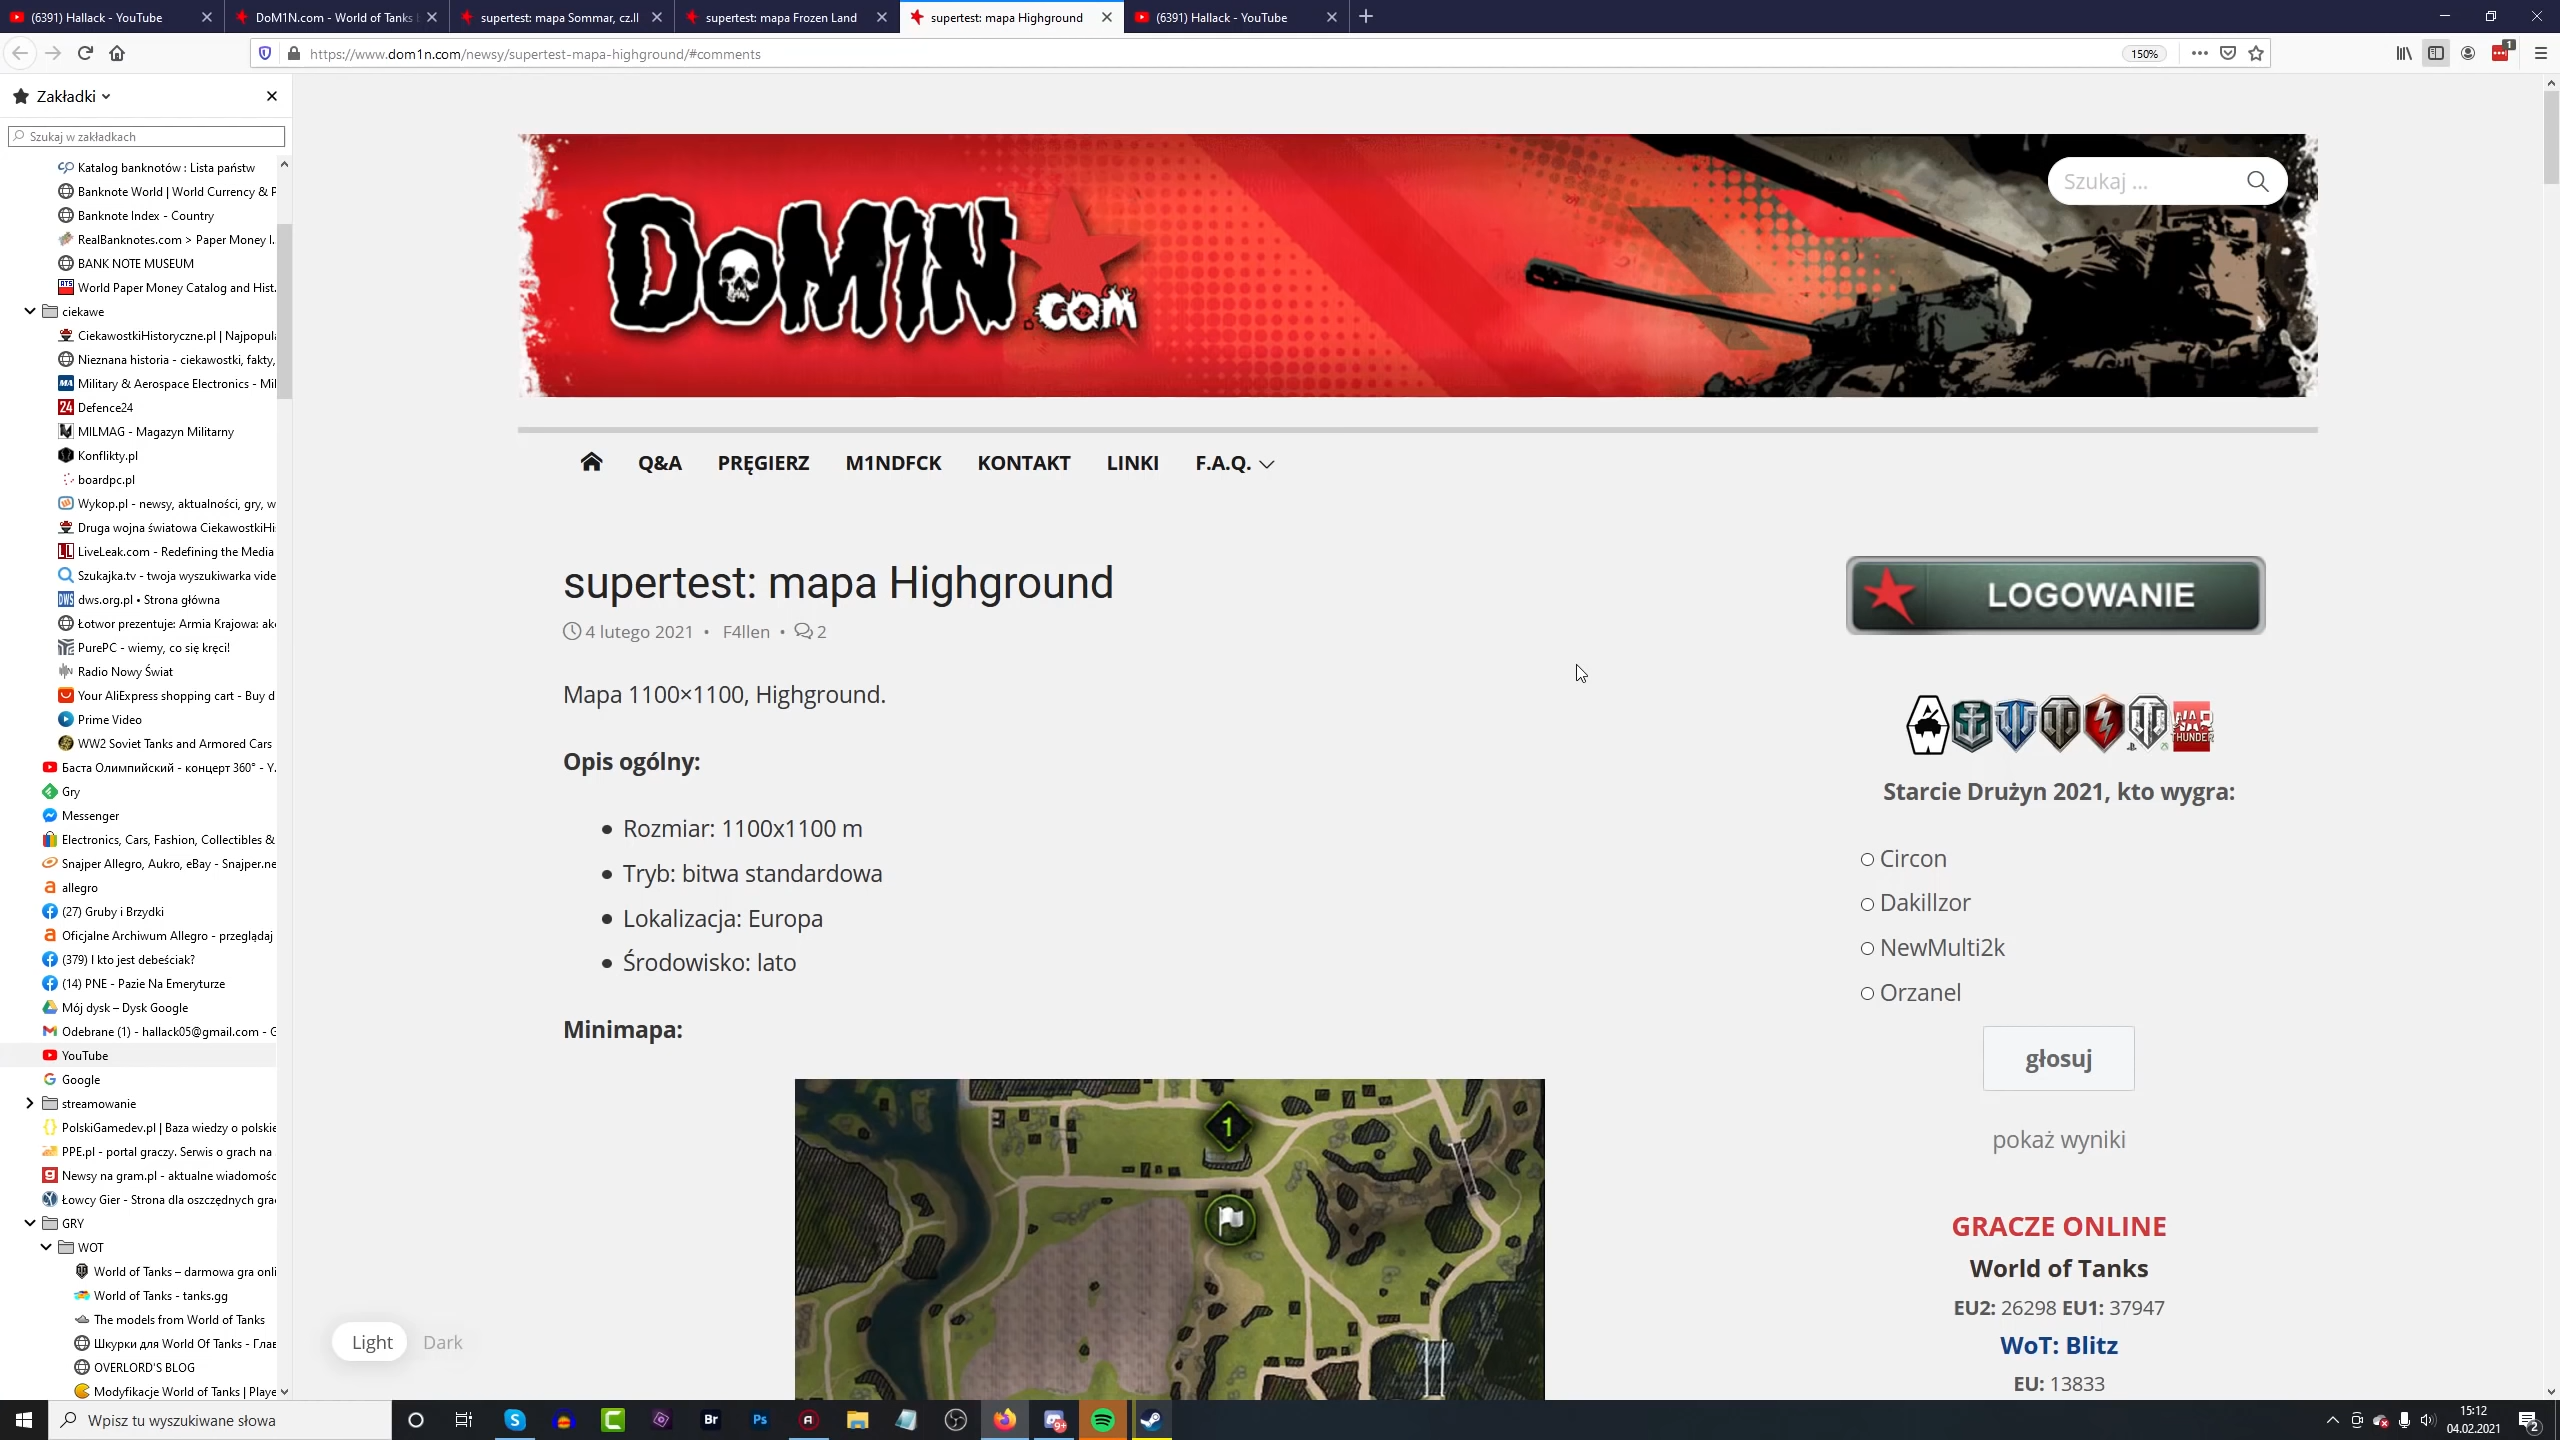 (6391) Hallack - YouTube
DoM1N.com - World of Tanks
supertest: mapa Sommar, cz.II
supertest: mapa Frozen Land
supertest: mapa Highground
(6391) Hallack - YouTube
https://www.dom1n.com/newsy/supertest-mapa-highground/#comments
150%
1
Zakładki
Szukaj w zakładkach
Katalog banknotów : Lista państw
Banknote World | World Currency & P
Banknote Index - Country
RealBanknotes.com > Paper Money I...
BANK NOTE MUSEUM
World Paper Money Catalog and Hist...
ciekawe
CiekawostkiHistoryczne.pl | Najpopula
Nieznana historia - ciekawostki, fakty,
Military & Aerospace Electronics - Mil
Defence24
MILMAG - Magazyn Militarny
Konflikty.pl
boardpc.pl
Wykop.pl - newsy, aktualności, gry, w
Druga wojna światowa CiekawostkiHi
LiveLeak.com - Redefining the Media
Szukajka.tv - twoja wyszukiwarka vide
dws.org.pl • Strona główna
Łotwor prezentuje: Armia Krajowa: ak
PurePC - wiemy, co się kręci!
Radio Nowy Świat
Your AliExpress shopping cart - Buy d
Prime Video
WW2 Soviet Tanks and Armored Cars
Баста Олимпийский - концерт 360° - Y...
Gry
Messenger
Electronics, Cars, Fashion, Collectibles &
Snajper Allegro, Aukro, eBay - Snajper.ne
allegro
(27) Gruby i Brzydki
Oficjalne Archiwum Allegro - przeglądaj
(379) I kto jest debeściak?
(14) PNE - Pazie Na Emeryturze
Mój dysk – Dysk Google
Odebrane (1) - hallack05@gmail.com - G
YouTube
Google
streamowanie
PolskiGamedev.pl | Baza wiedzy o polskie
PPE.pl - portal graczy. Serwis o grach na
Newsy na gram.pl - aktualne wiadomośc
Łowcy Gier - Strona dla oszczędnych gra
GRY
WOT
World of Tanks – darmowa gra onli
World of Tanks - tanks.gg
The models from World of Tanks
Шкурки для World Of Tanks - Глав
OVERLORD'S BLOG
Modyfikacje World of Tanks | Playe
DoM1N.com
Szukaj ...
Q&A
PRĘGIERZ
M1NDFCK
KONTAKT
LINKI
F.A.Q.
supertest: mapa Highground
4 lutego 2021 • F4llen • 2
Mapa 1100×1100, Highground.
Opis ogólny:
Rozmiar: 1100x1100 m
Tryb: bitwa standardowa
Lokalizacja: Europa
Środowisko: lato
Minimapa:
1
Light
Dark
LOGOWANIE
WAR THUNDER
Starcie Drużyn 2021, kto wygra:
Circon
Dakillzor
NewMulti2k
Orzanel
głosuj
pokaż wyniki
GRACZE ONLINE
World of Tanks
EU2: 26298 EU1: 37947
WoT: Blitz
EU: 13833
Wpisz tu wyszukiwane słowa
Br
Ps
9+
15:12
04.02.2021
2